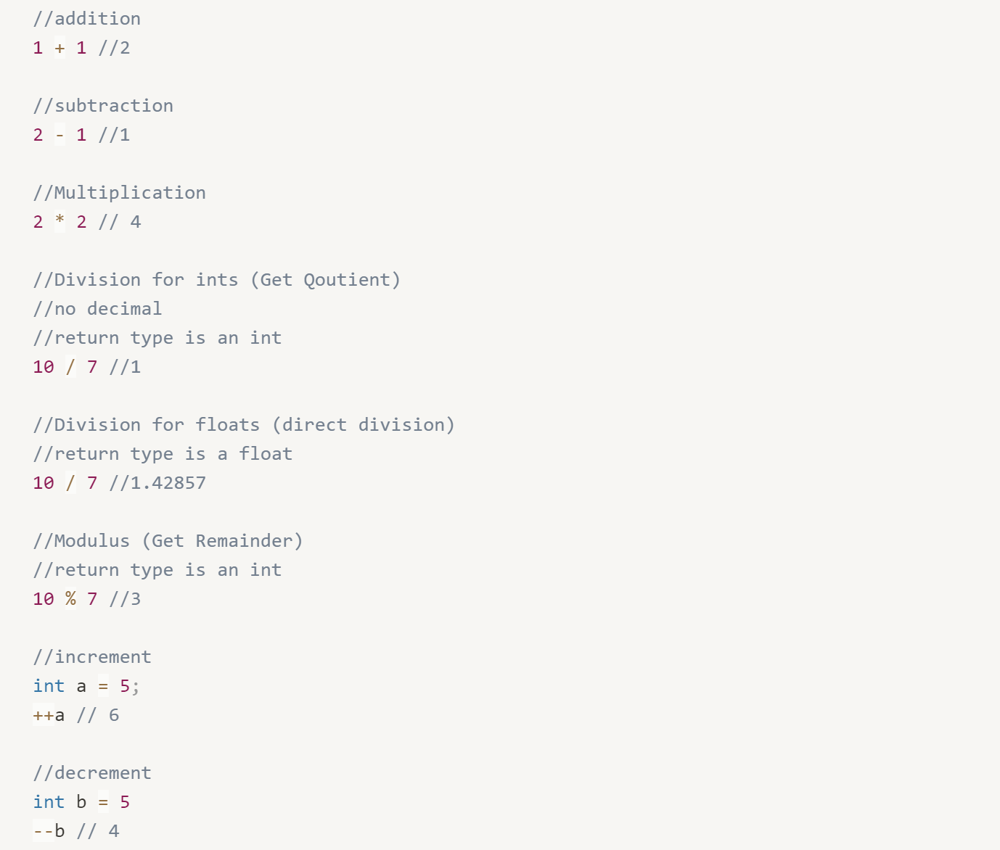 //addition
1 + 1 //2
//subtraction
2 - 1 //1
//Multiplication
2 * 2 // 4
//Division for ints (Get Qoutient)
//no decimal
//return type is an int
10 / 7 //1
//Division for floats (direct division)
//return type is a float
10 / 7 //1.42857
//Modulus (Get Remainder)
//return type is an int
10 % 7 //3
//increment
int a = 5;
++a // 6
//decrement
int b = 5
--b // 4